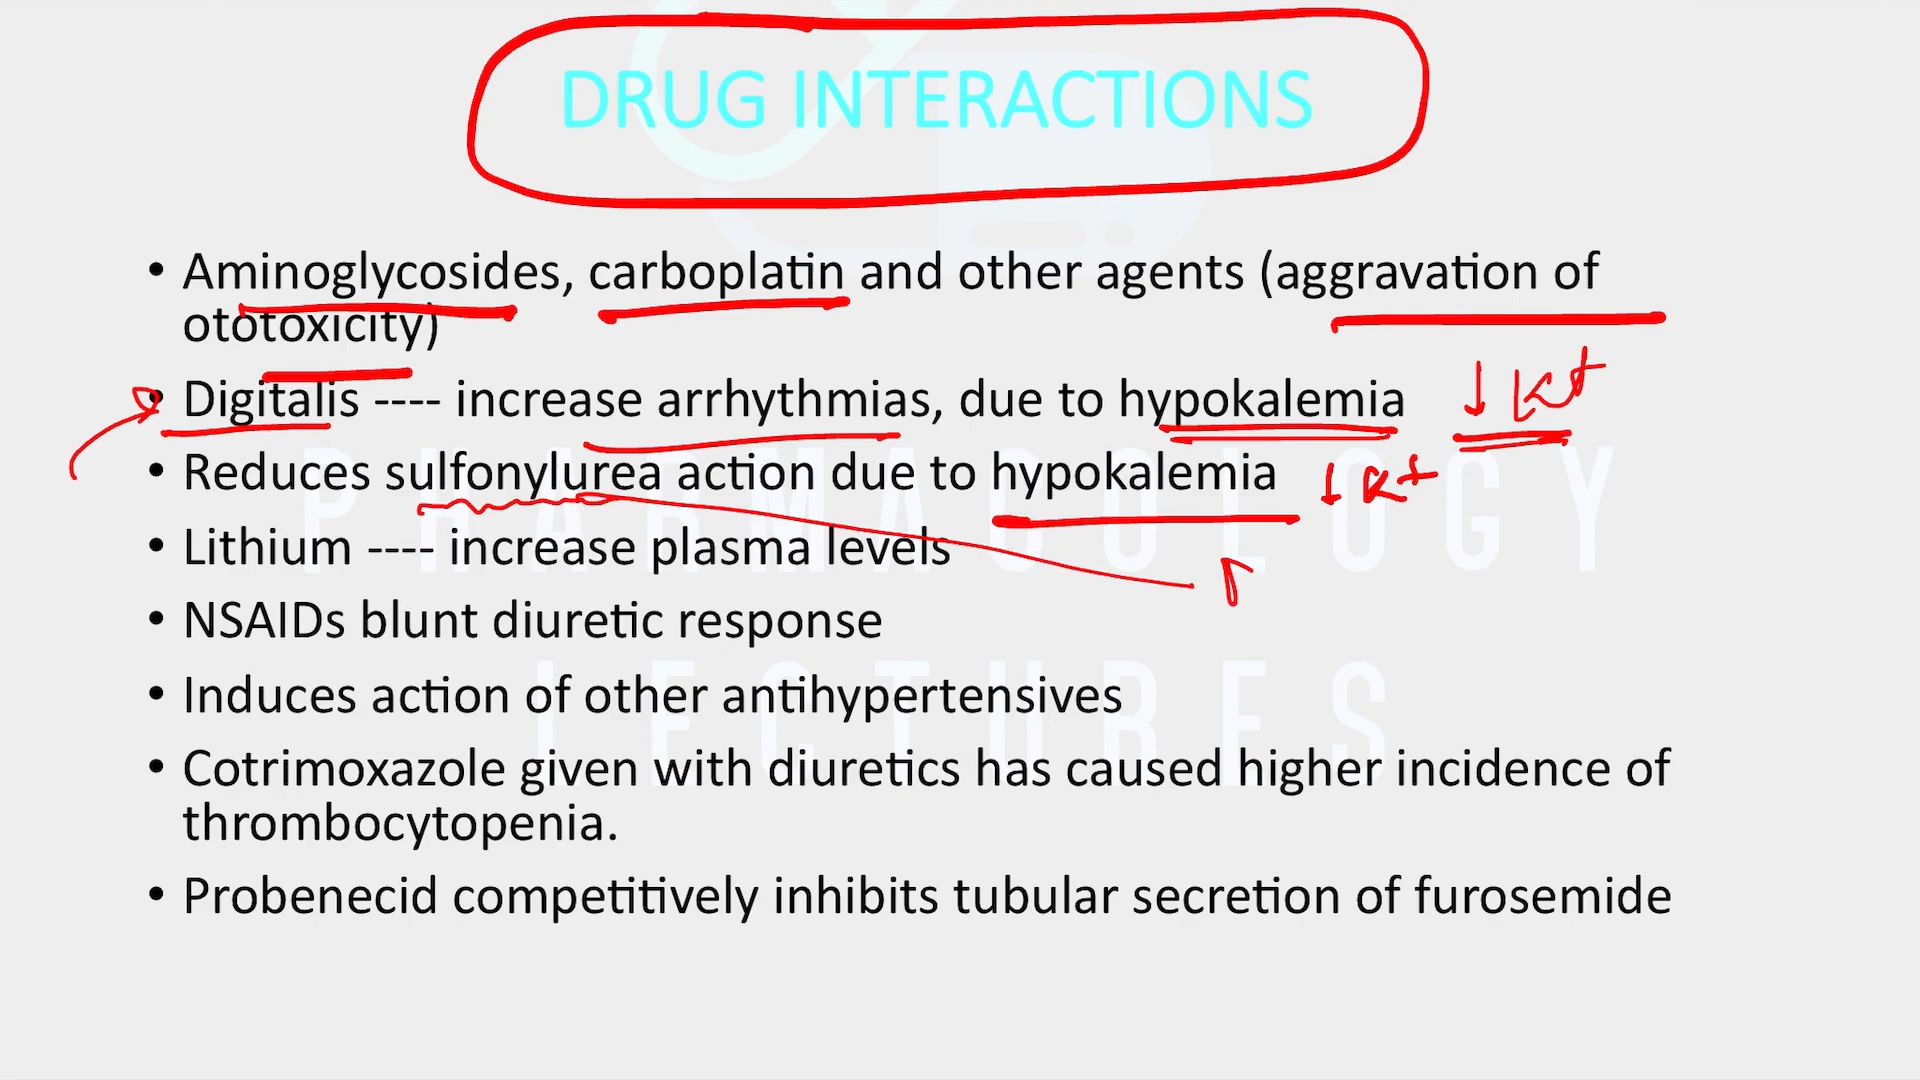 DRUG INTERACTIONS
• Aminoglycosides, carboplatin and other agents (aggravation of
ototoxicity)
• Digitalis ---- increase arrhythmias, due to hypokalemia ↓ K+
• Reduces sulfonylurea action due to hypokalemia ↓ K+
• Lithium ---- increase plasma levels
• NSAIDs blunt diuretic response
• Induces action of other antihypertensives
• Cotrimoxazole given with diuretics has caused higher incidence of
thrombocytopenia.
• Probenecid competitively inhibits tubular secretion of furosemide
PHARMACOLOGY
LECTURES